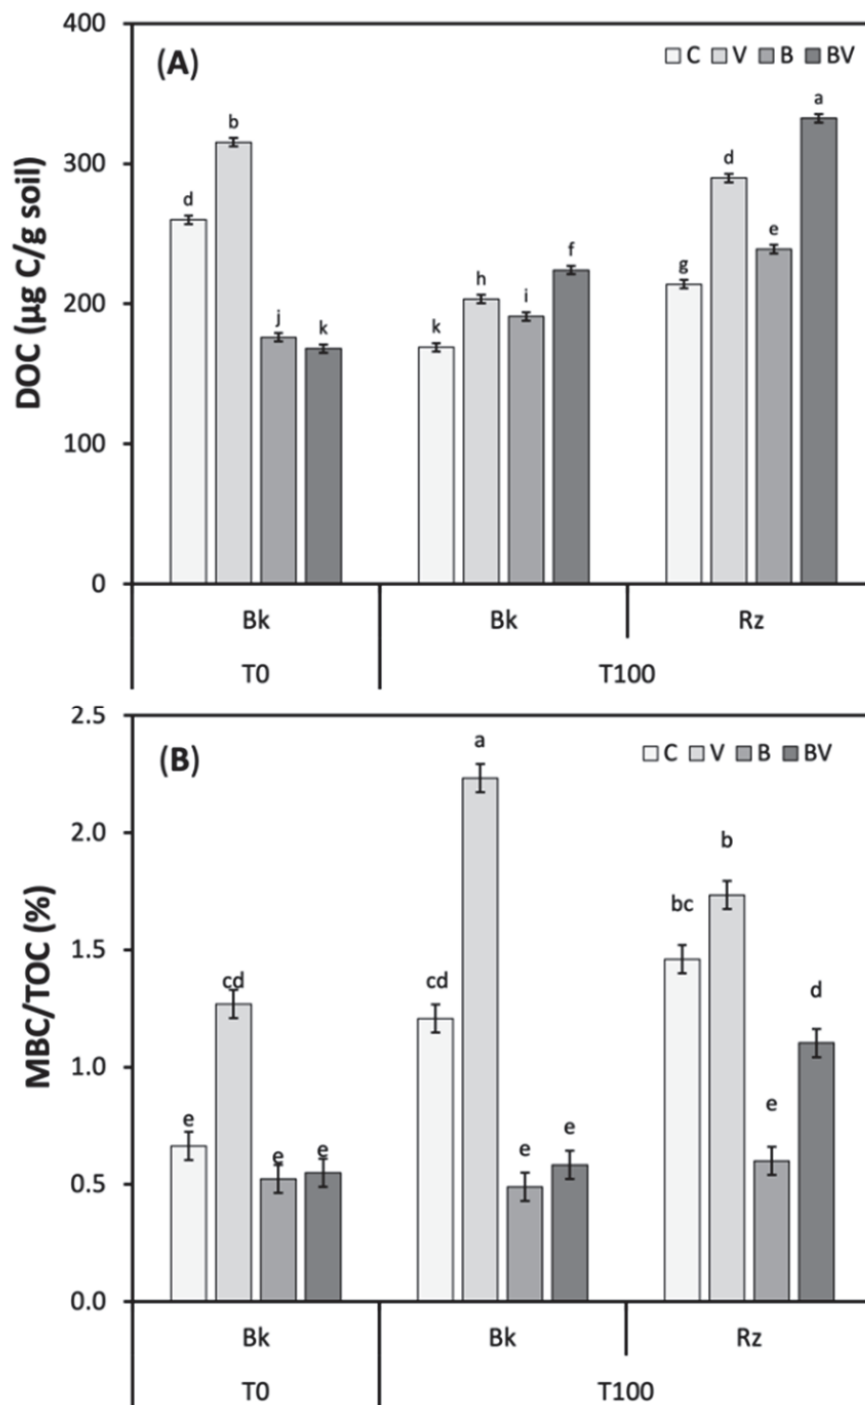 400
(A)
C V B BV
a
b
300
d
d
e
f
g
h
i
200
j
k
k
100
0
DOC (µg C/g soil)
Bk Bk Rz
T0 T100
2.5
(B)
C V B BV
a
2.0
b
bc
1.5
cd
cd
d
1.0
e
e
e
e
e
e
0.5
0.0
MBC/TOC (%)
Bk Bk Rz
T0 T100